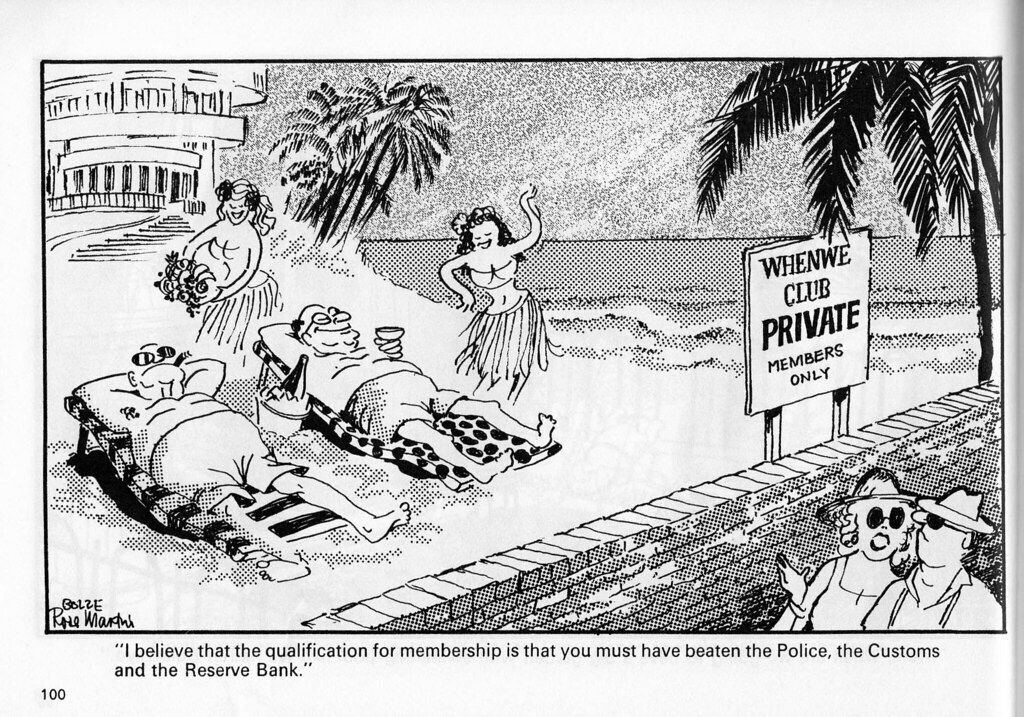 WHENWE
CLUB
PRIVATE
MEMBERS
ONLY
BOLZE
Rose Martin
"I believe that the qualification for membership is that you must have beaten the Police, the Customs
and the Reserve Bank."
100